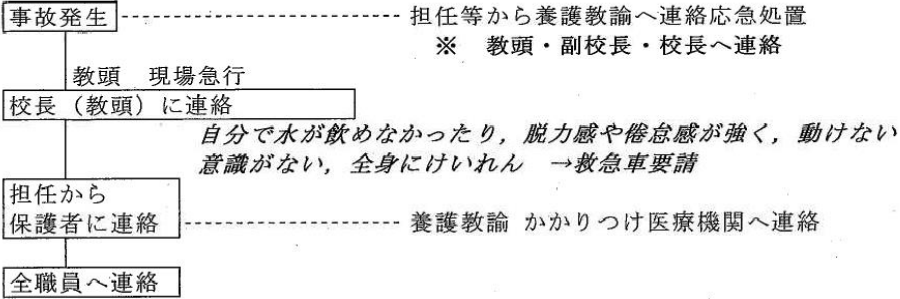 事故発生 担任等から養護教諭へ連絡応急処置
※ 教頭・副校長・校長へ連絡
教頭 現場急行
校長（教頭）に連絡
自分で水が飲めなかったり，脱力感や倦怠感が強く，動けない
意識がない，全身にけいれん →救急車要請
担任から
保護者に連絡 養護教諭 かかりつけ医療機関へ連絡
全職員へ連絡